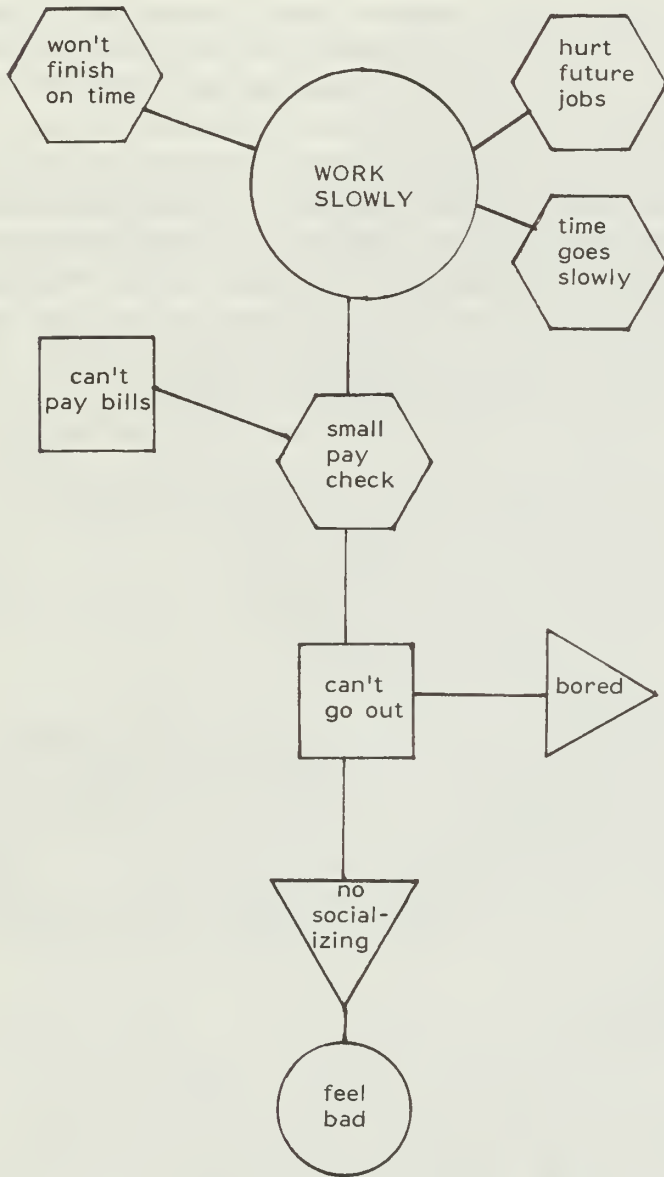 won't
finish
on time
hurt
future
jobs
WORK
SLOWLY
time
goes
slowly
can't
pay bills
small
pay
check
can't
go out
bored
no
social-
izing
feel
bad